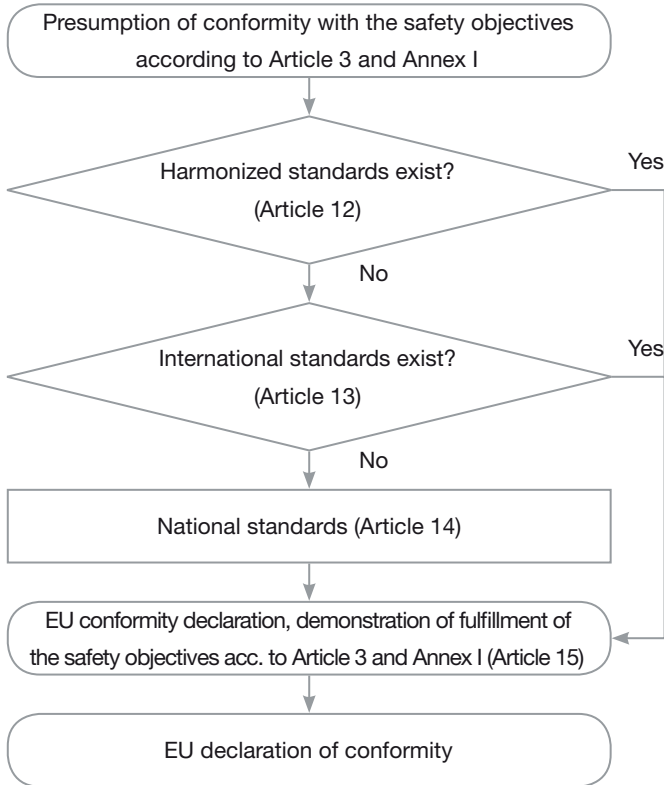 Presumption of conformity with the safety objectives
according to Article 3 and Annex I
Harmonized standards exist?
(Article 12)
Yes
No
International standards exist?
(Article 13)
Yes
No
National standards (Article 14)
EU conformity declaration, demonstration of fulfillment of
the safety objectives acc. to Article 3 and Annex I (Article 15)
EU declaration of conformity